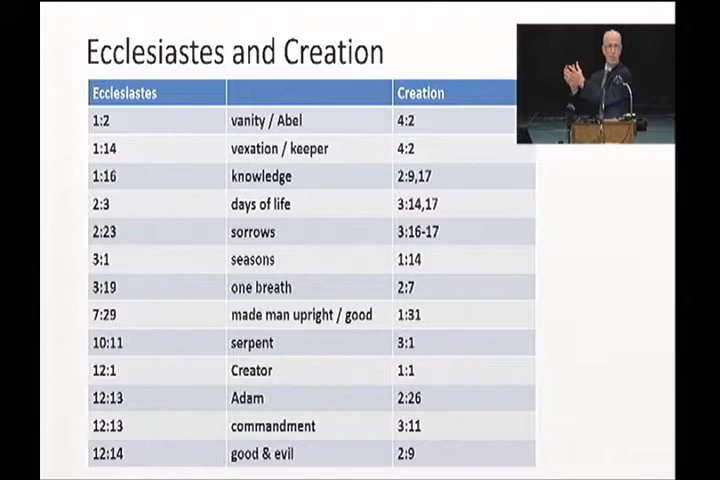 Ecclesiastes and Creation
Ecclesiastes Creation
1:2 vanity / Abel 4:2
1:14 vexation / keeper 4:2
1:16 knowledge 2:9,17
2:3 days of life 3:14,17
2:23 sorrows 3:16-17
3:1 seasons 1:14
3:19 one breath 2:7
7:29 made man upright / good 1:31
10:11 serpent 3:1
12:1 Creator 1:1
12:13 Adam 2:26
12:13 commandment 3:11
12:14 good & evil 2:9